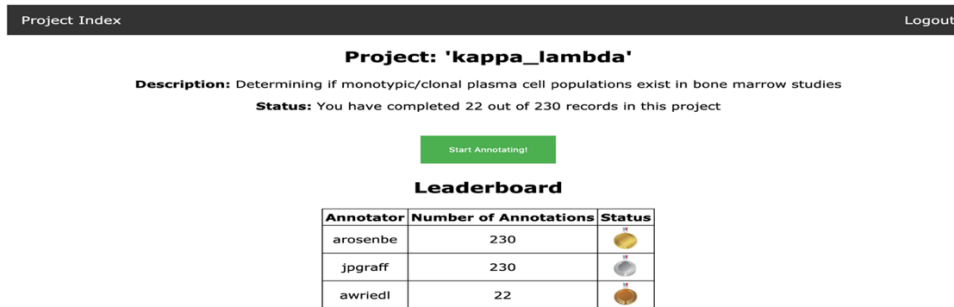 Project Index Logout
Project: 'kappa_lambda'
Description: Determining if monotypic/clonal plasma cell populations exist in bone marrow studies
Status: You have completed 22 out of 230 records in this project
Start Annotating!
Leaderboard
Annotator Number of Annotations Status
arosenbe 230
jpgraff 230
awriedl 22